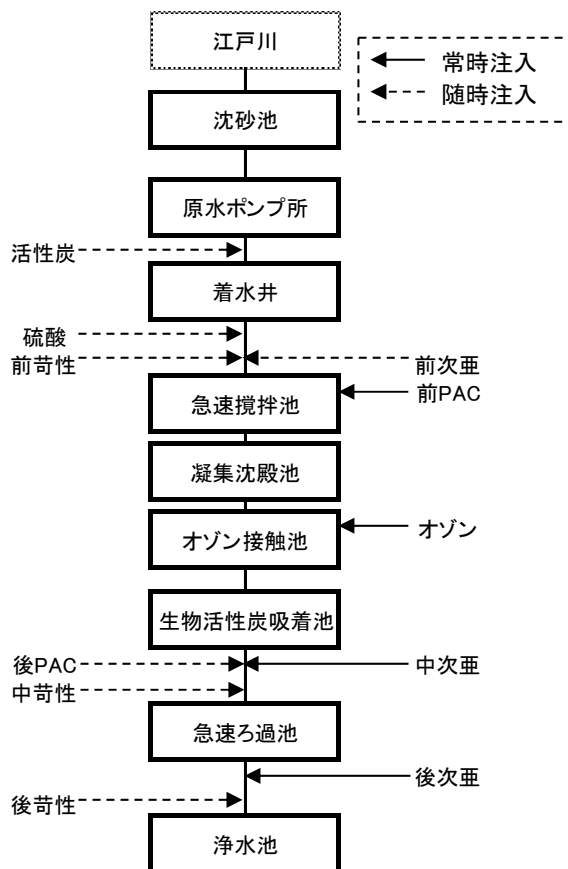 江戸川
常時注入
随時注入
沈砂池
原水ポンプ所
活性炭
着水井
硫酸
前苛性
前次亜
前PAC
急速撹拌池
凝集沈殿池
オゾン接触池
オゾン
生物活性炭吸着池
後PAC
中次亜
中苛性
急速ろ過池
後次亜
後苛性
浄水池